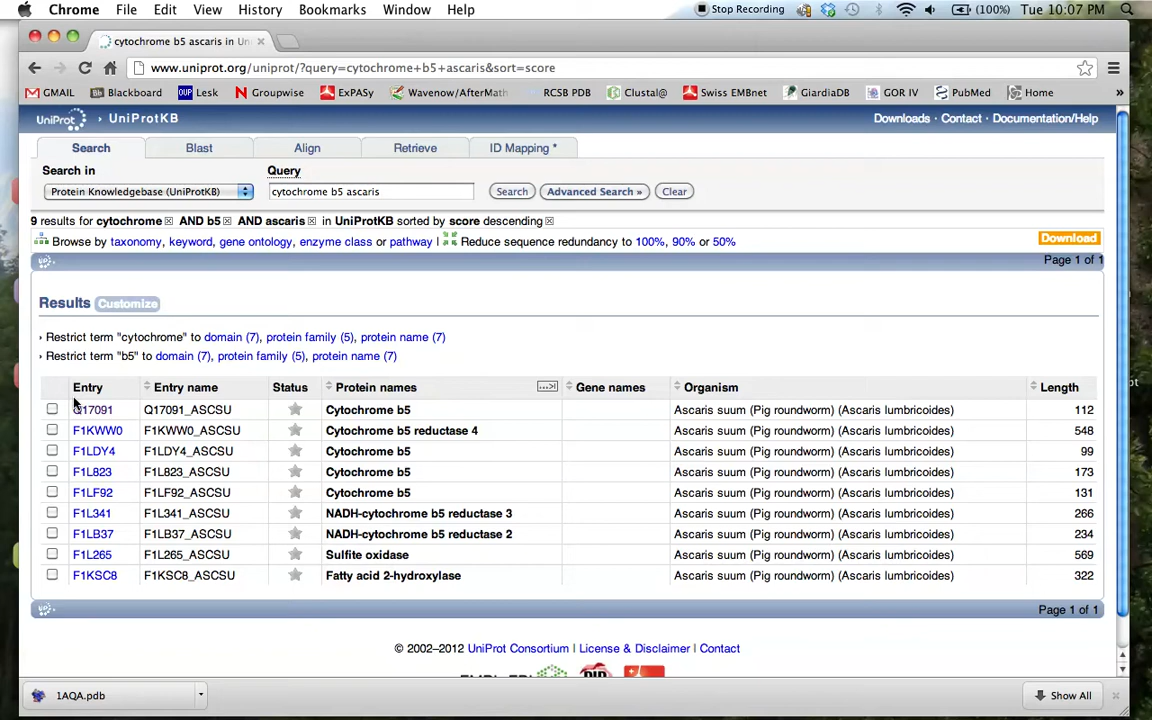 Chrome File Edit View History Bookmarks Window Help Stop Recording (100%) Tue 10:07 PM
cytochrome b5 ascaris in Uni
www.uniprot.org/uniprot/?query=cytochrome+b5+ascaris&sort=score
GMAIL Blackboard Lesk Groupwise ExPASy Wavenow/AfterMath RCSB PDB Clustal@ Swiss EMBnet GiardiaDB GOR IV PubMed Home »
UniProt › UniProtKB Downloads · Contact · Documentation/Help
Search Blast Align Retrieve ID Mapping *
Search in Query
Protein Knowledgebase (UniProtKB) cytochrome b5 ascaris Search Advanced Search » Clear
9 results for cytochrome AND b5 AND ascaris in UniProtKB sorted by score descending
Browse by taxonomy, keyword, gene ontology, enzyme class or pathway | Reduce sequence redundancy to 100%, 90% or 50% Download
Page 1 of 1
Results Customize
› Restrict term "cytochrome" to domain (7), protein family (5), protein name (7)
› Restrict term "b5" to domain (7), protein family (5), protein name (7)
Entry Entry name Status Protein names Gene names Organism Length
Q17091 Q17091_ASCSU Cytochrome b5 Ascaris suum (Pig roundworm) (Ascaris lumbricoides) 112
F1KWW0 F1KWW0_ASCSU Cytochrome b5 reductase 4 Ascaris suum (Pig roundworm) (Ascaris lumbricoides) 548
F1LDY4 F1LDY4_ASCSU Cytochrome b5 Ascaris suum (Pig roundworm) (Ascaris lumbricoides) 99
F1L823 F1L823_ASCSU Cytochrome b5 Ascaris suum (Pig roundworm) (Ascaris lumbricoides) 173
F1LF92 F1LF92_ASCSU Cytochrome b5 Ascaris suum (Pig roundworm) (Ascaris lumbricoides) 131
F1L341 F1L341_ASCSU NADH-cytochrome b5 reductase 3 Ascaris suum (Pig roundworm) (Ascaris lumbricoides) 266
F1LB37 F1LB37_ASCSU NADH-cytochrome b5 reductase 2 Ascaris suum (Pig roundworm) (Ascaris lumbricoides) 234
F1L265 F1L265_ASCSU Sulfite oxidase Ascaris suum (Pig roundworm) (Ascaris lumbricoides) 569
F1KSC8 F1KSC8_ASCSU Fatty acid 2-hydroxylase Ascaris suum (Pig roundworm) (Ascaris lumbricoides) 322
Page 1 of 1
© 2002–2012 UniProt Consortium | License & Disclaimer | Contact
1AQA.pdb Show All